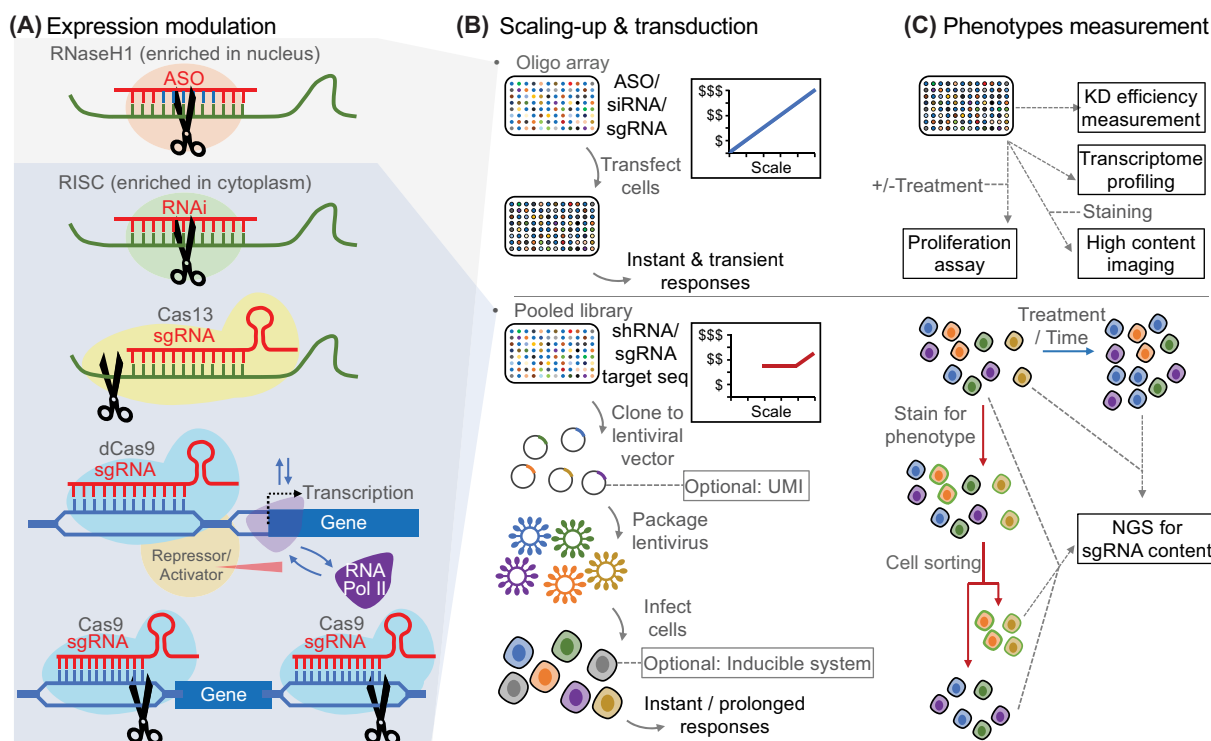 (A) Expression modulation
RNaseH1 (enriched in nucleus)
ASO
RISC (enriched in cytoplasm)
RNAi
Cas13
sgRNA
dCas9
sgRNA
Transcription
Gene
Repressor/
Activator
RNA
Pol II
Cas9
sgRNA
Gene
Cas9
sgRNA
(B) Scaling-up & transduction
• Oligo array
ASO/
siRNA/
sgRNA
$$$
$$
$
Scale
Transfect
cells
Instant & transient
responses
• Pooled library
shRNA/
sgRNA
target seq
$$$
$$
$
Scale
Clone to
lentiviral
vector
Optional: UMI
Package
lentivirus
Infect
cells
Optional: Inducible system
Instant / prolonged
responses
(C) Phenotypes measurement
KD efficiency
measurement
Transcriptome
profiling
+/-Treatment
Staining
Proliferation
assay
High content
imaging
Treatment
/ Time
Stain for
phenotype
NGS for
sgRNA content
Cell sorting